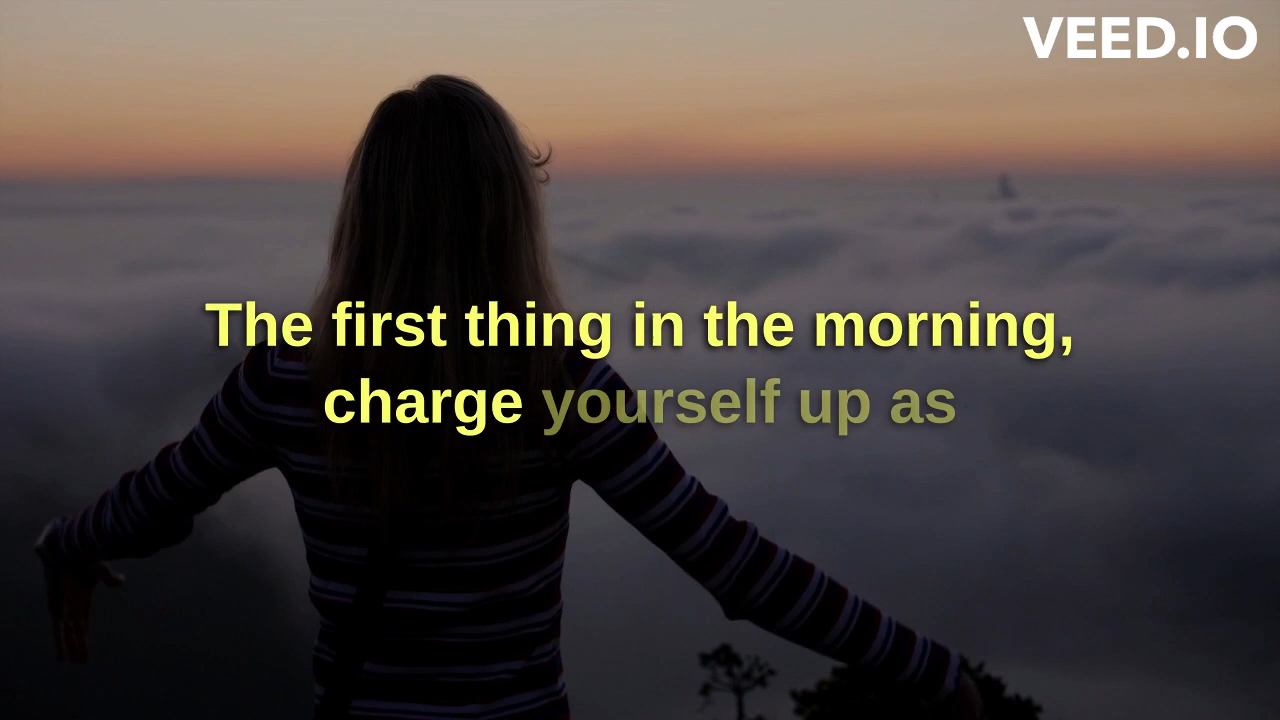 VEED.IO
The first thing in the morning,
charge yourself up as